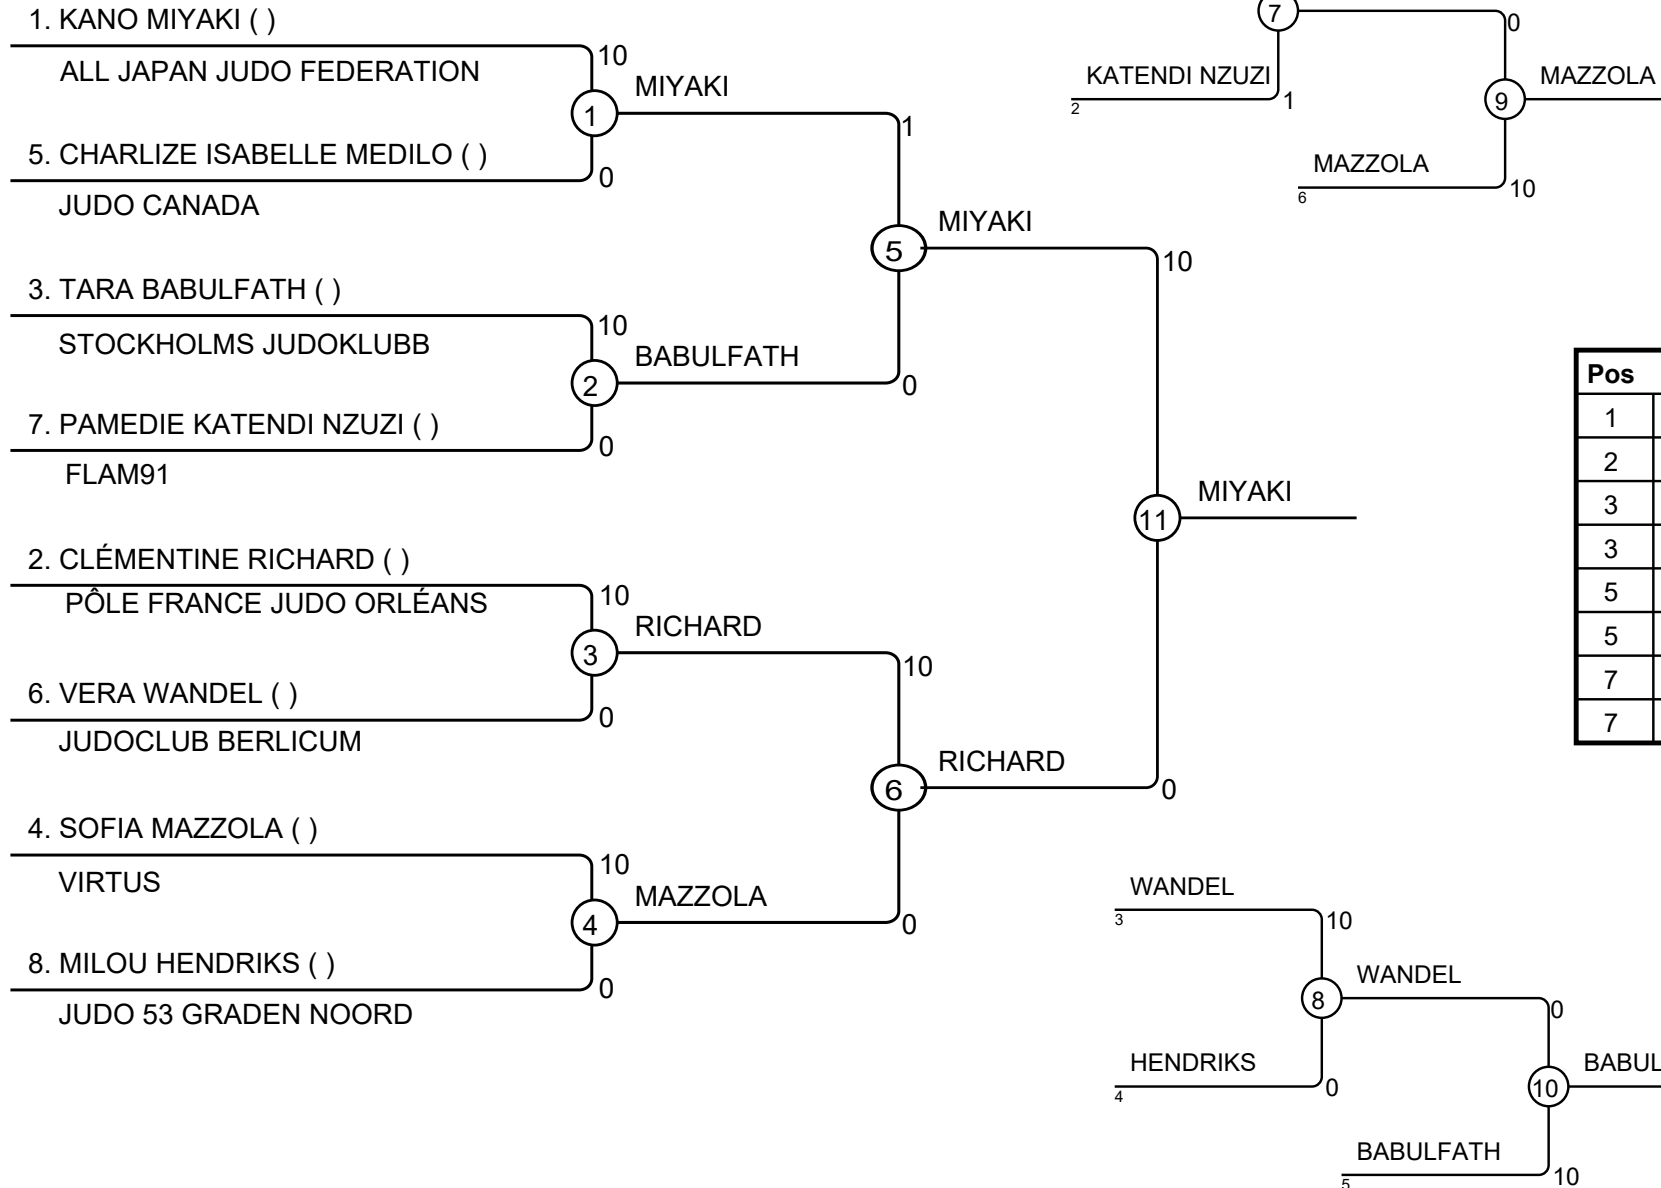 1. KANO MIYAKI ( )
10
ALL JAPAN JUDO FEDERATION
1
MIYAKI
5. CHARLIZE ISABELLE MEDILO ( )
0
JUDO CANADA
3. TARA BABULFATH ( )
10
STOCKHOLMS JUDOKLUBB
2
BABULFATH
7. PAMEDIE KATENDI NZUZI ( )
0
FLAM91
2. CLÉMENTINE RICHARD ( )
10
PÔLE FRANCE JUDO ORLÉANS
3
RICHARD
6. VERA WANDEL ( )
0
JUDOCLUB BERLICUM
4. SOFIA MAZZOLA ( )
10
VIRTUS
4
MAZZOLA
8. MILOU HENDRIKS ( )
0
JUDO 53 GRADEN NOORD
1
5
MIYAKI
0
10
6
RICHARD
0
10
11
MIYAKI
0
7
0
KATENDI NZUZI
2
1
9
MAZZOLA
MAZZOLA
6
10
Pos
1
2
3
3
5
5
7
7
WANDEL
3
10
8
WANDEL
0
HENDRIKS
4
0
10
BABUL
BABULFATH
5
10